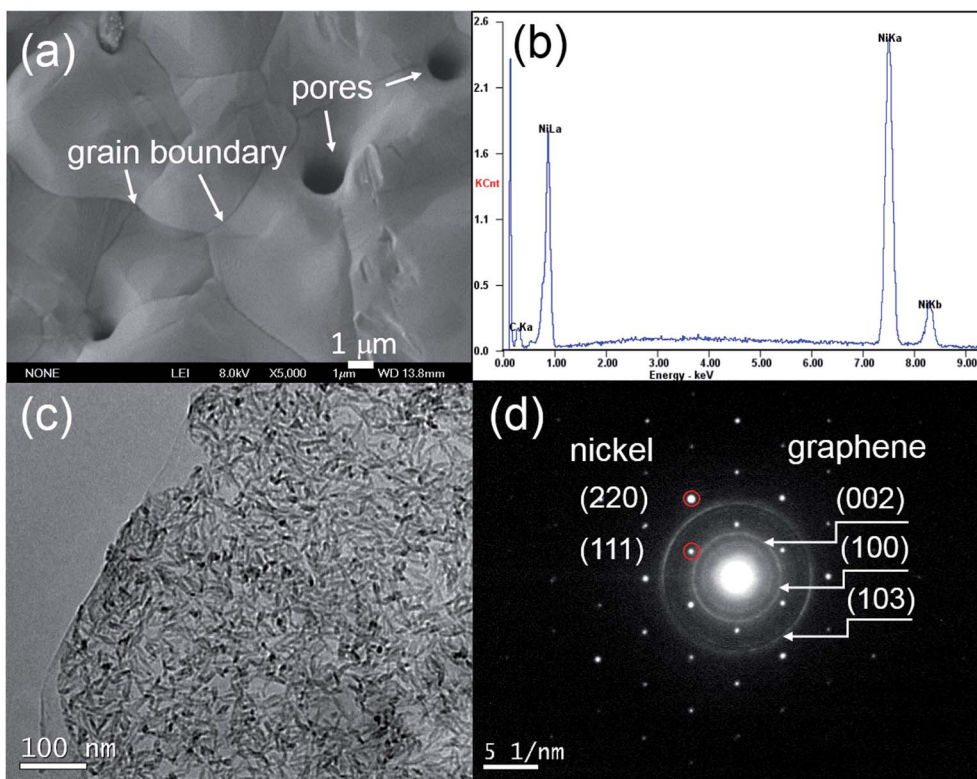 (a)
pores
grain boundary
1 μm
NONE LEI 8.0kV X5,000 1μm WD 13.8mm
(b)
2.6
2.1
1.6
KCnt
1.1
0.5
0.0
C Ka
NiLa
NiKa
NiKb
0.00 1.00 2.00 3.00 4.00 5.00 6.00 7.00 8.00 9.00
Energy - keV
(c)
100 nm
(d)
nickel
graphene
(220)
(002)
(111)
(100)
(103)
5 1/nm